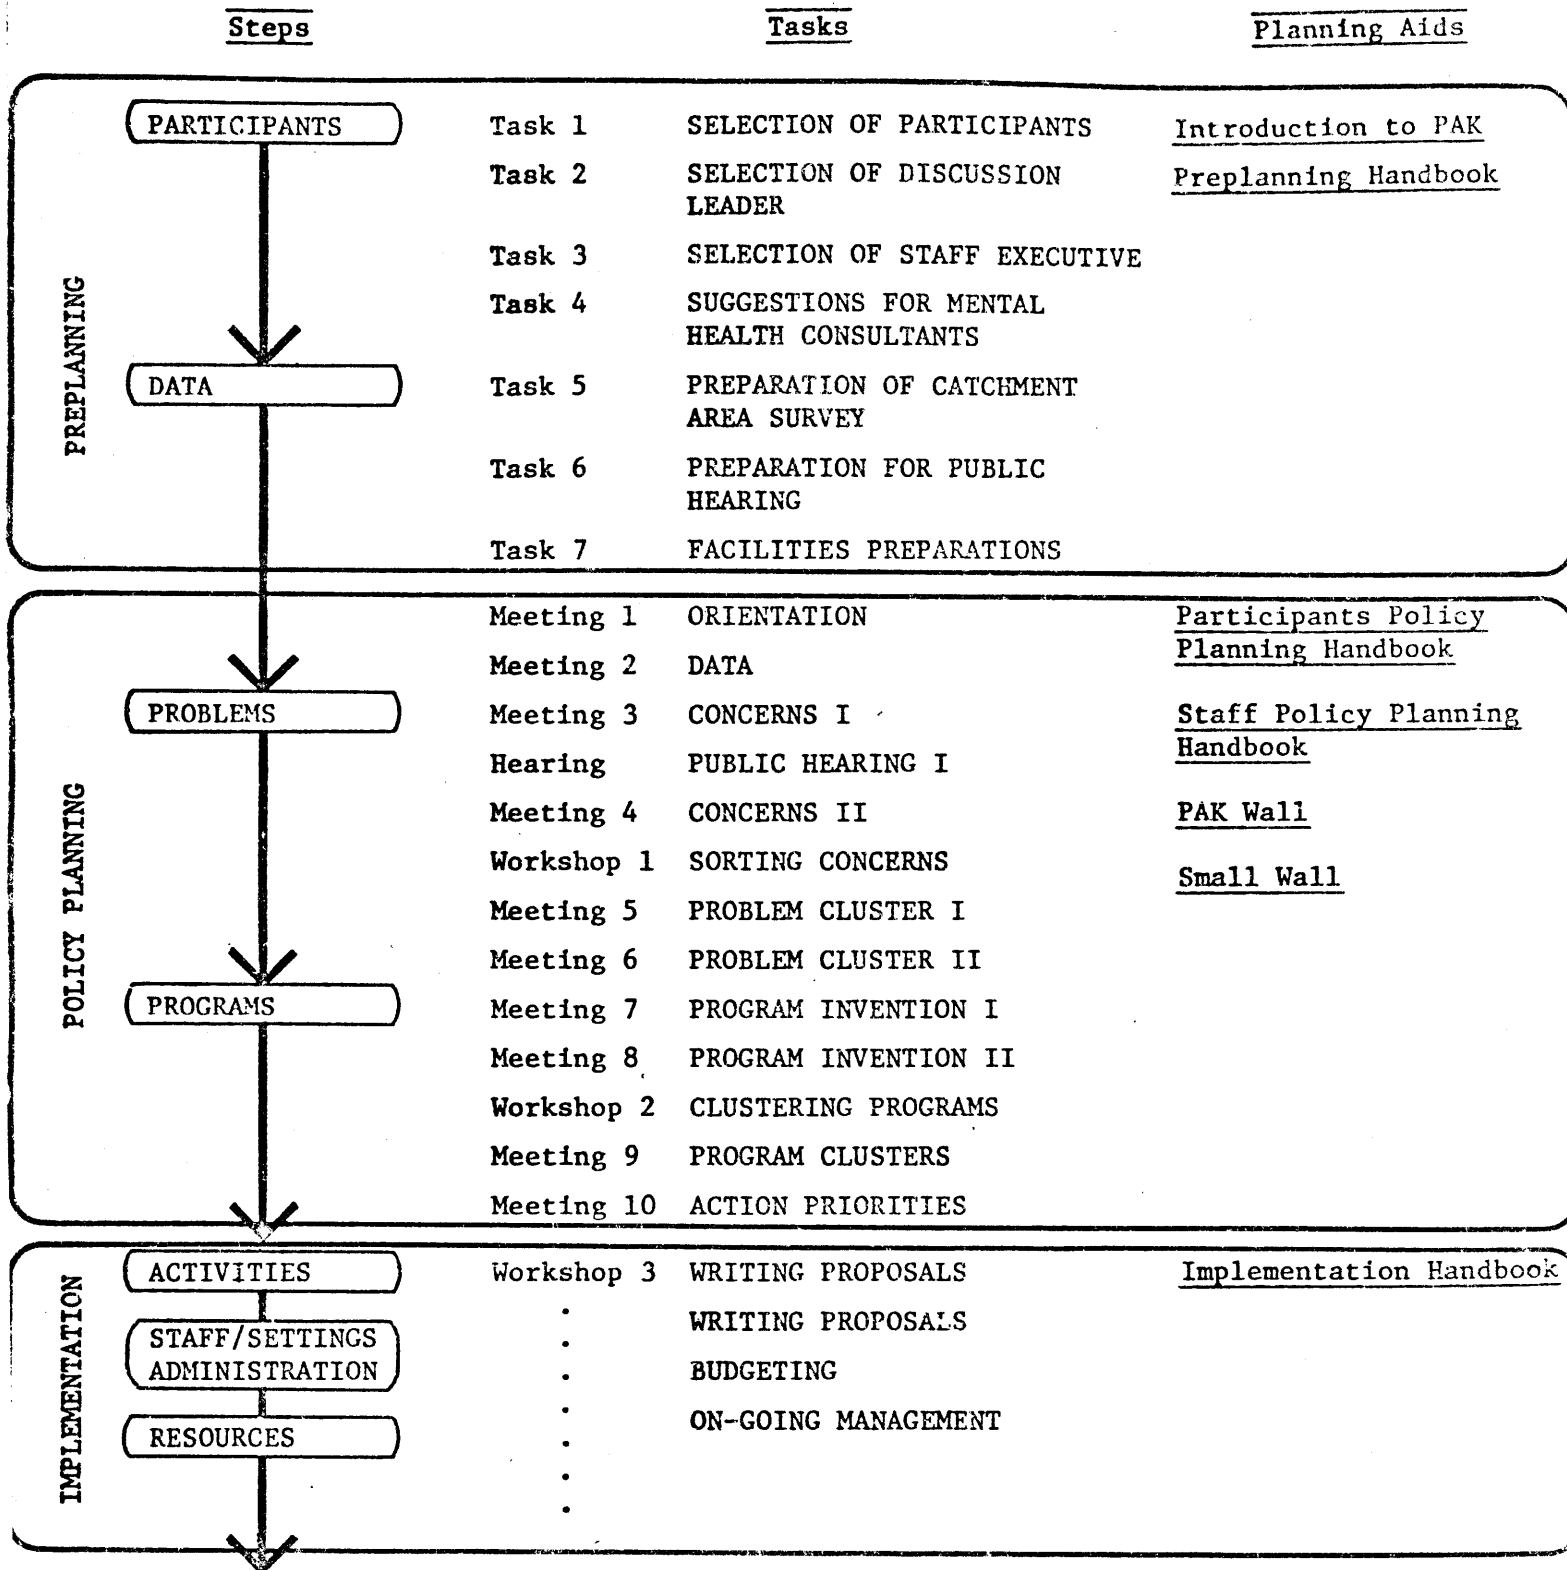 Steps Tasks Planning Aids
PREPLANNING
PARTICIPANTS Task 1 SELECTION OF PARTICIPANTS Introduction to PAK
Task 2 SELECTION OF DISCUSSION Preplanning Handbook
LEADER
Task 3 SELECTION OF STAFF EXECUTIVE
Task 4 SUGGESTIONS FOR MENTAL
HEALTH CONSULTANTS
DATA Task 5 PREPARATION OF CATCHMENT
AREA SURVEY
Task 6 PREPARATION FOR PUBLIC
HEARING
Task 7 FACILITIES PREPARATIONS
POLICY PLANNING
Meeting 1 ORIENTATION Participants Policy
Planning Handbook
Meeting 2 DATA
PROBLEMS Meeting 3 CONCERNS I Staff Policy Planning
Handbook
Hearing PUBLIC HEARING I
Meeting 4 CONCERNS II PAK Wall
Workshop 1 SORTING CONCERNS
Small Wall
Meeting 5 PROBLEM CLUSTER I
Meeting 6 PROBLEM CLUSTER II
PROGRAMS Meeting 7 PROGRAM INVENTION I
Meeting 8 PROGRAM INVENTION II
Workshop 2 CLUSTERING PROGRAMS
Meeting 9 PROGRAM CLUSTERS
Meeting 10 ACTION PRIORITIES
IMPLEMENTATION
ACTIVITIES Workshop 3 WRITING PROPOSALS Implementation Handbook
. WRITING PROPOSALS
STAFF/SETTINGS .
ADMINISTRATION . BUDGETING
. ON-GOING MANAGEMENT
RESOURCES .
.
.